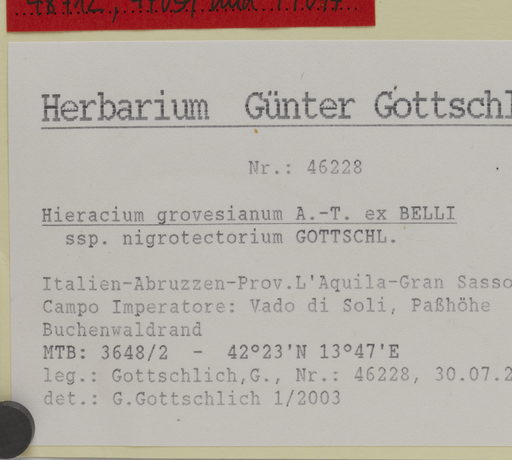 Herbarium Günter Gottschl
Nr.: 46228
Hieracium grovesianum A.-T. ex BELLI
ssp. nigrotectorium GOTTSCHL.
Italien-Abruzzen-Prov.L'Aquila-Gran Sasso
Campo Imperatore: Vado di Soli, Paßhöhe
Buchenwaldrand
MTB: 3648/2 - 42°23'N 13°47'E
leg.: Gottschlich,G., Nr.: 46228, 30.07.2
det.: G.Gottschlich 1/2003